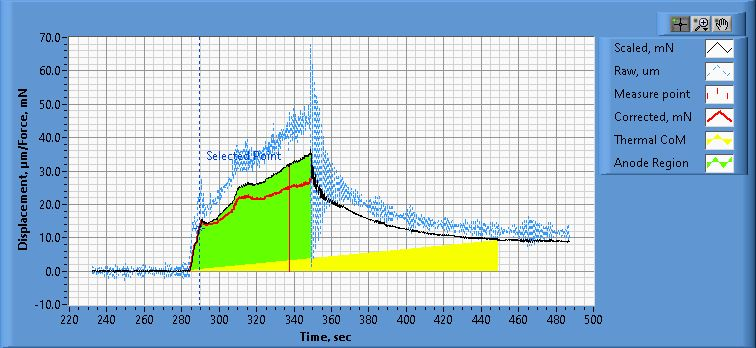 Displacement, µm/Force, mN
70.0
60.0
50.0
40.0
30.0
20.0
10.0
0.0
-10.0
220 240 260 280 300 320 340 360 380 400 420 440 460 480 500
Time, sec
Selected Point
Scaled, mN
Raw, um
Measure point
Corrected, mN
Thermal CoM
Anode Region